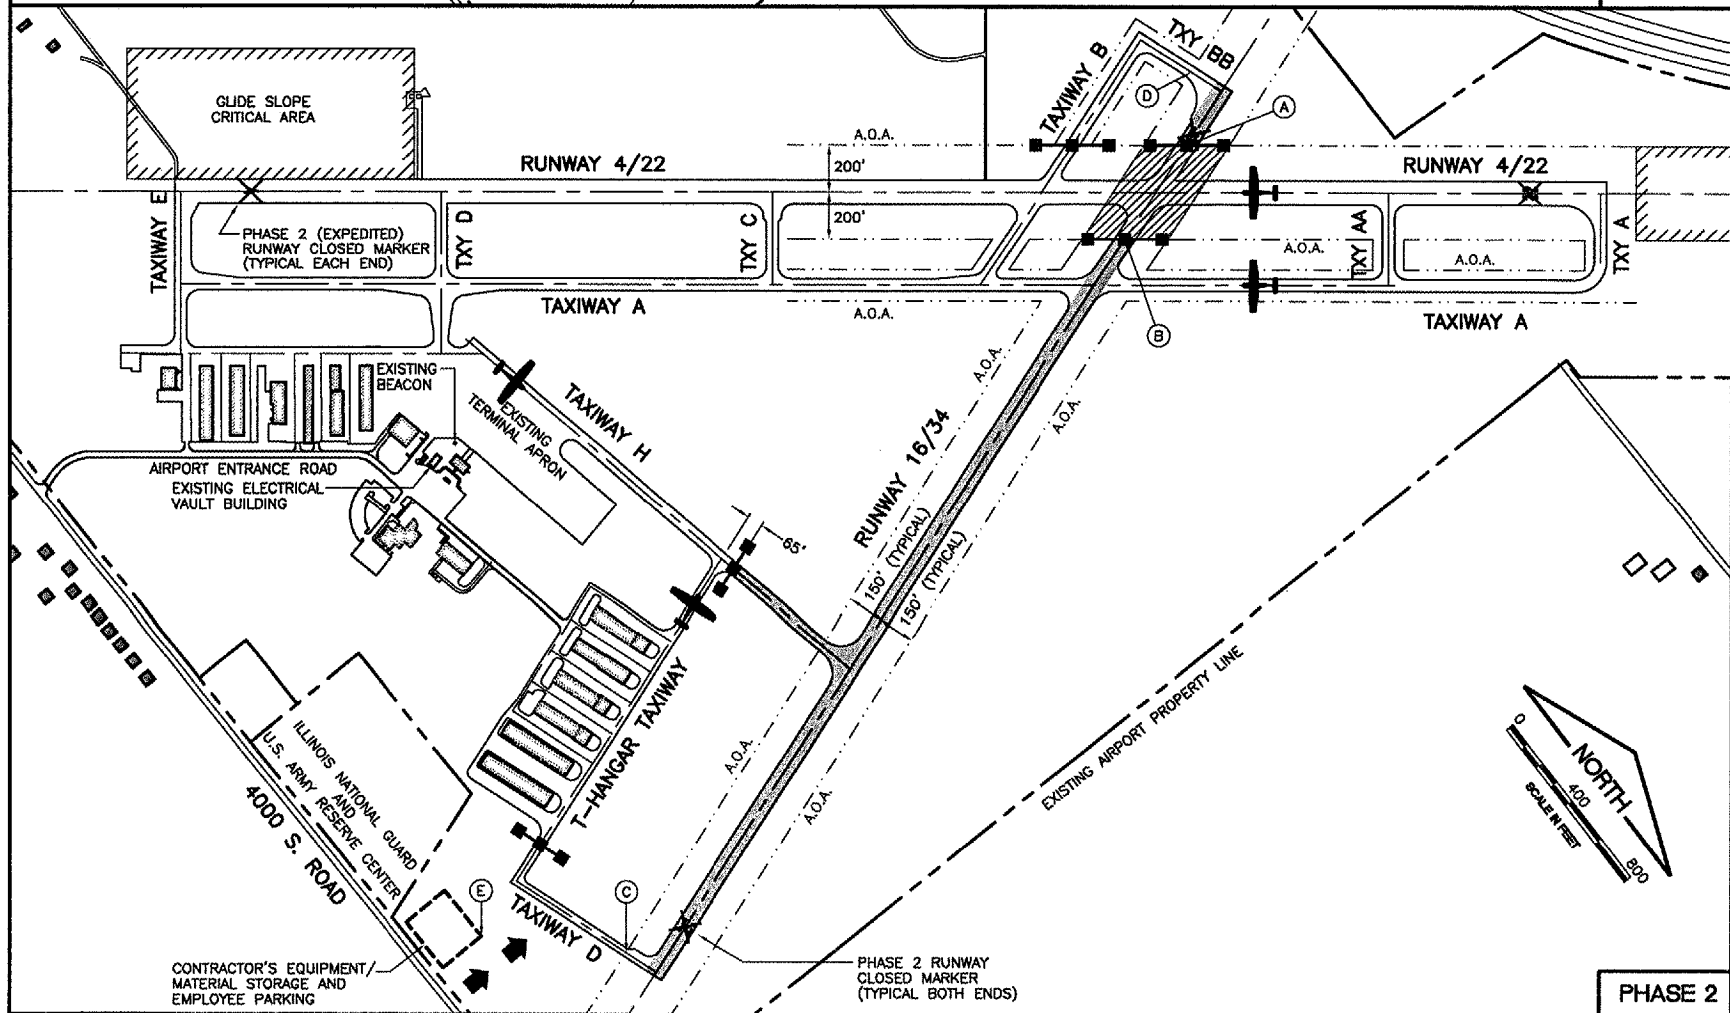 TXY BB
TAXIWAY B
D
A
GLIDE SLOPE
CRITICAL AREA
A.O.A.
RUNWAY 4/22
200'
RUNWAY 4/22
200'
TAXIWAY E
PHASE 2 (EXPEDITED)
RUNWAY CLOSED MARKER
(TYPICAL EACH END)
TXY D
TXY C
A.O.A.
TXY AA
A.O.A.
TXY A
TAXIWAY A
A.O.A.
B
TAXIWAY A
EXISTING
BEACON
A.O.A.
A.O.A.
TAXIWAY H
EXISTING
TERMINAL APRON
RUNWAY 16/34
AIRPORT ENTRANCE ROAD
EXISTING ELECTRICAL
VAULT BUILDING
65'
150' (TYPICAL)
150' (TYPICAL)
T-HANGAR TAXIWAY
A.O.A.
A.O.A.
EXISTING AIRPORT PROPERTY LINE
ILLINOIS NATIONAL GUARD
AND
U.S. ARMY RESERVE CENTER
4000 S. ROAD
NORTH
0
400
800
SCALE IN FEET
E
C
TAXIWAY D
CONTRACTOR'S EQUIPMENT/
MATERIAL STORAGE AND
EMPLOYEE PARKING
PHASE 2 RUNWAY
CLOSED MARKER
(TYPICAL BOTH ENDS)
PHASE 2